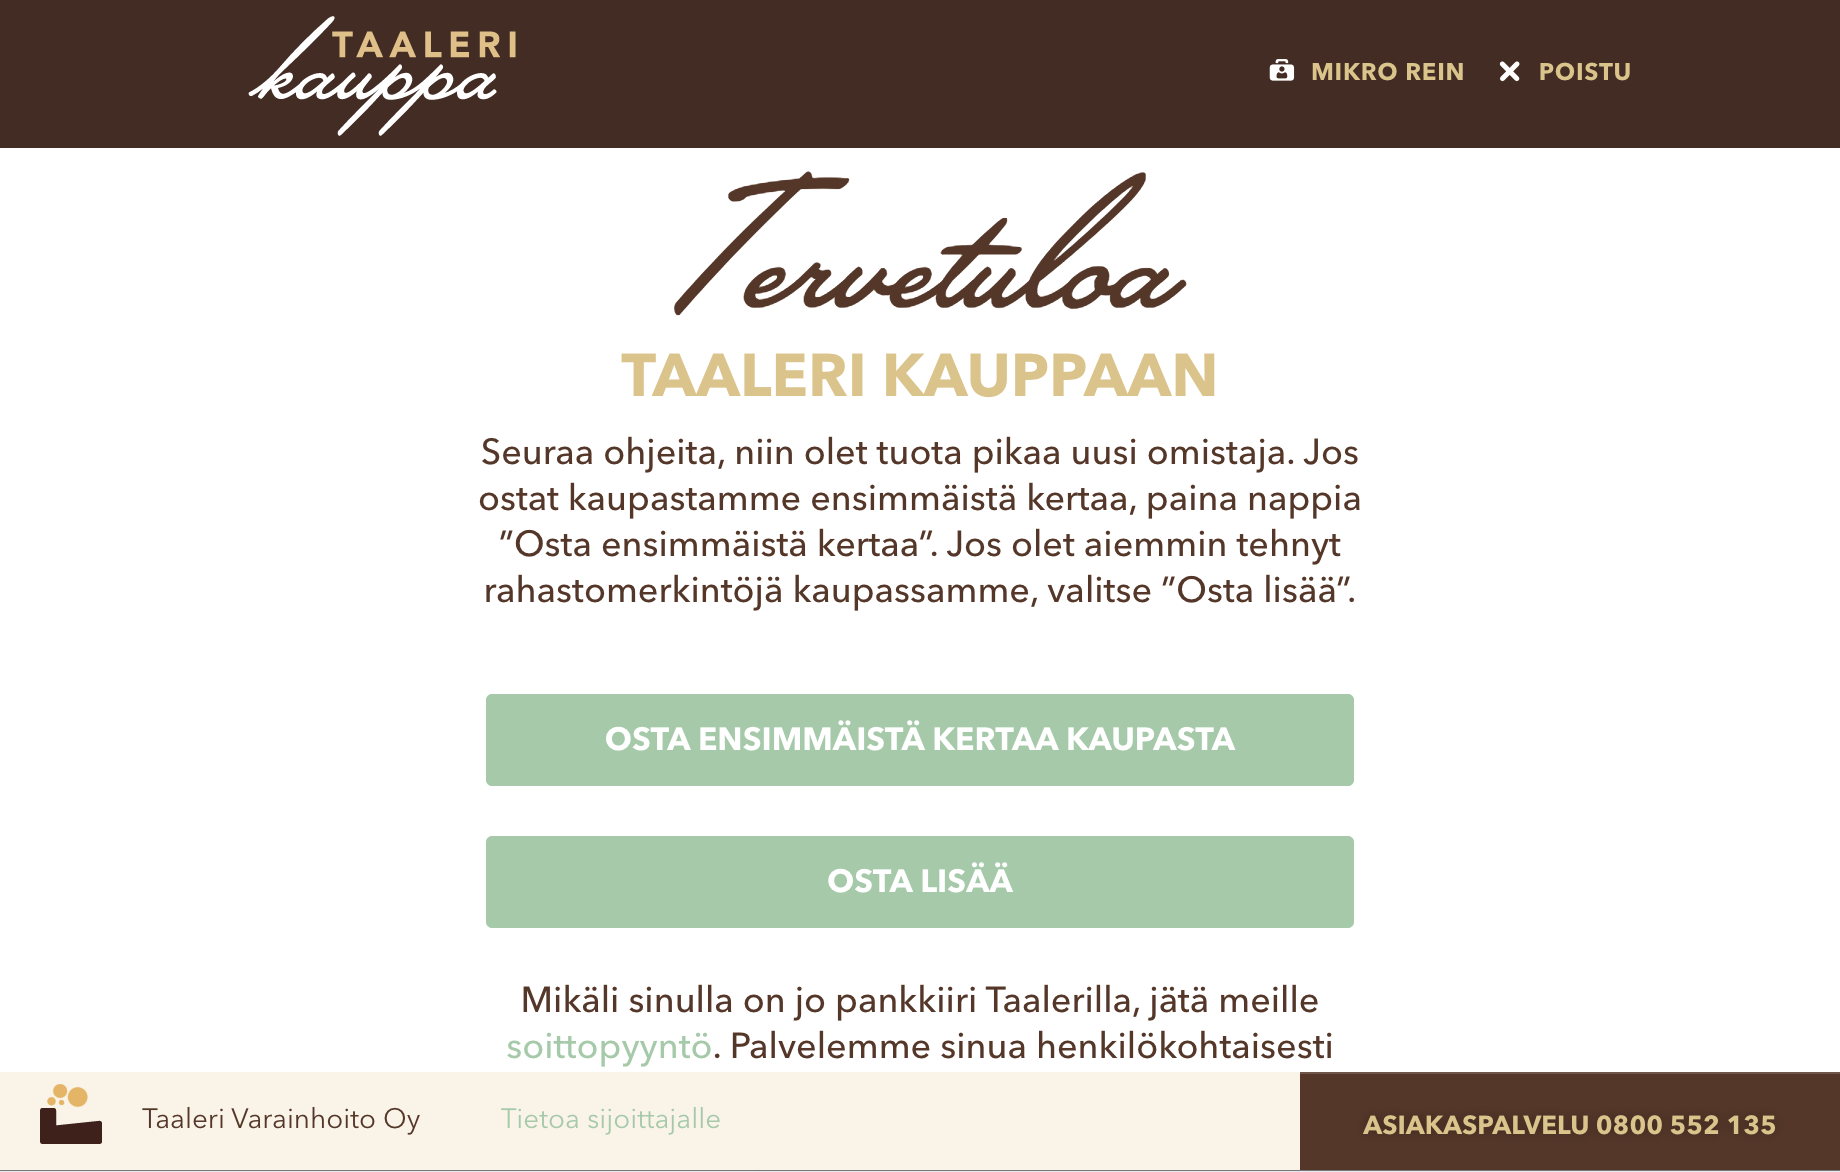 TAALERI
kauppa
MIKRO REIN
POISTU
Tervetuloa
TAALERI KAUPPAAN
Seuraa ohjeita, niin olet tuota pikaa uusi omistaja. Jos
ostat kaupastamme ensimmäistä kertaa, paina nappia
”Osta ensimmäistä kertaa”. Jos olet aiemmin tehnyt
rahastomerkintöjä kaupassamme, valitse ”Osta lisää”.
OSTA ENSIMMÄISTÄ KERTAA KAUPASTA
OSTA LISÄÄ
Mikäli sinulla on jo pankkiiri Taalerilla, jätä meille
soittopyyntö. Palvelemme sinua henkilökohtaisesti
Taaleri Varainhoito Oy
Tietoa sijoittajalle
ASIAKASPALVELU 0800 552 135